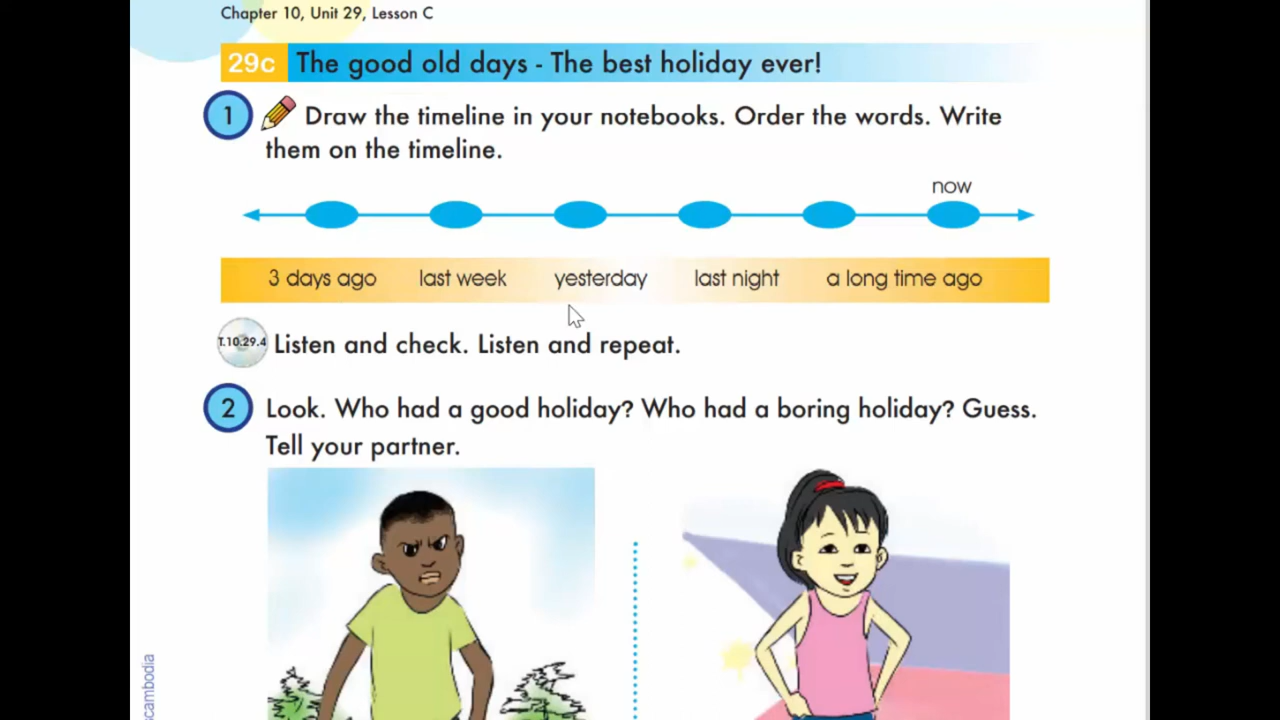 Chapter 10, Unit 29, Lesson C
29c The good old days - The best holiday ever!
1 Draw the timeline in your notebooks. Order the words. Write
them on the timeline.
now
3 days ago last week yesterday last night a long time ago
T.10.29.4 Listen and check. Listen and repeat.
2 Look. Who had a good holiday? Who had a boring holiday? Guess.
Tell your partner.
scambodia